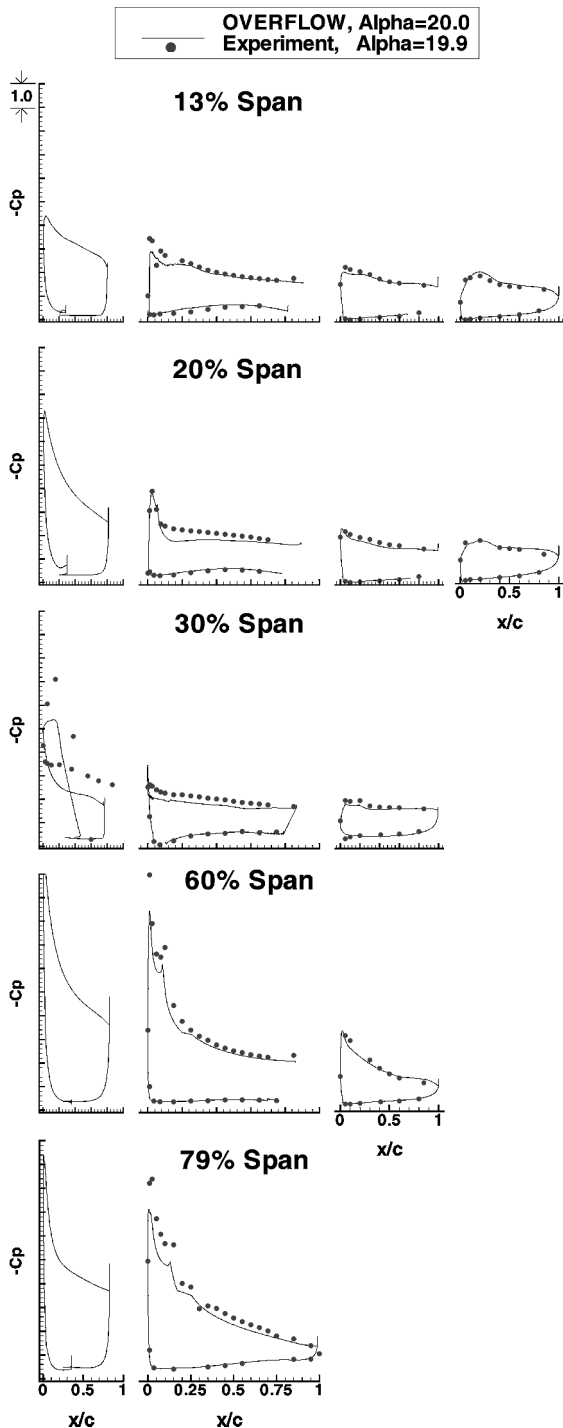 OVERFLOW, Alpha=20.0
Experiment, Alpha=19.9
1.0
13% Span
-Cp
20% Span
-Cp
0 0.5 1
x/c
30% Span
-Cp
60% Span
-Cp
0 0.5 1
x/c
79% Span
-Cp
0 0.5 1 0 0.25 0.5 0.75 1
x/c x/c